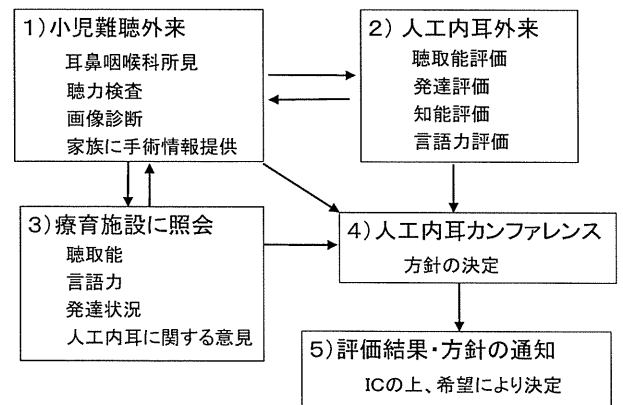 1)小児難聴外来
耳鼻咽喉科所見
聴力検査
画像診断
家族に手術情報提供
2) 人工内耳外来
聴取能評価
発達評価
知能評価
言語力評価
3)療育施設に照会
聴取能
言語力
発達状況
人工内耳に関する意見
4)人工内耳カンファレンス
方針の決定
5)評価結果・方針の通知
ICの上、希望により決定